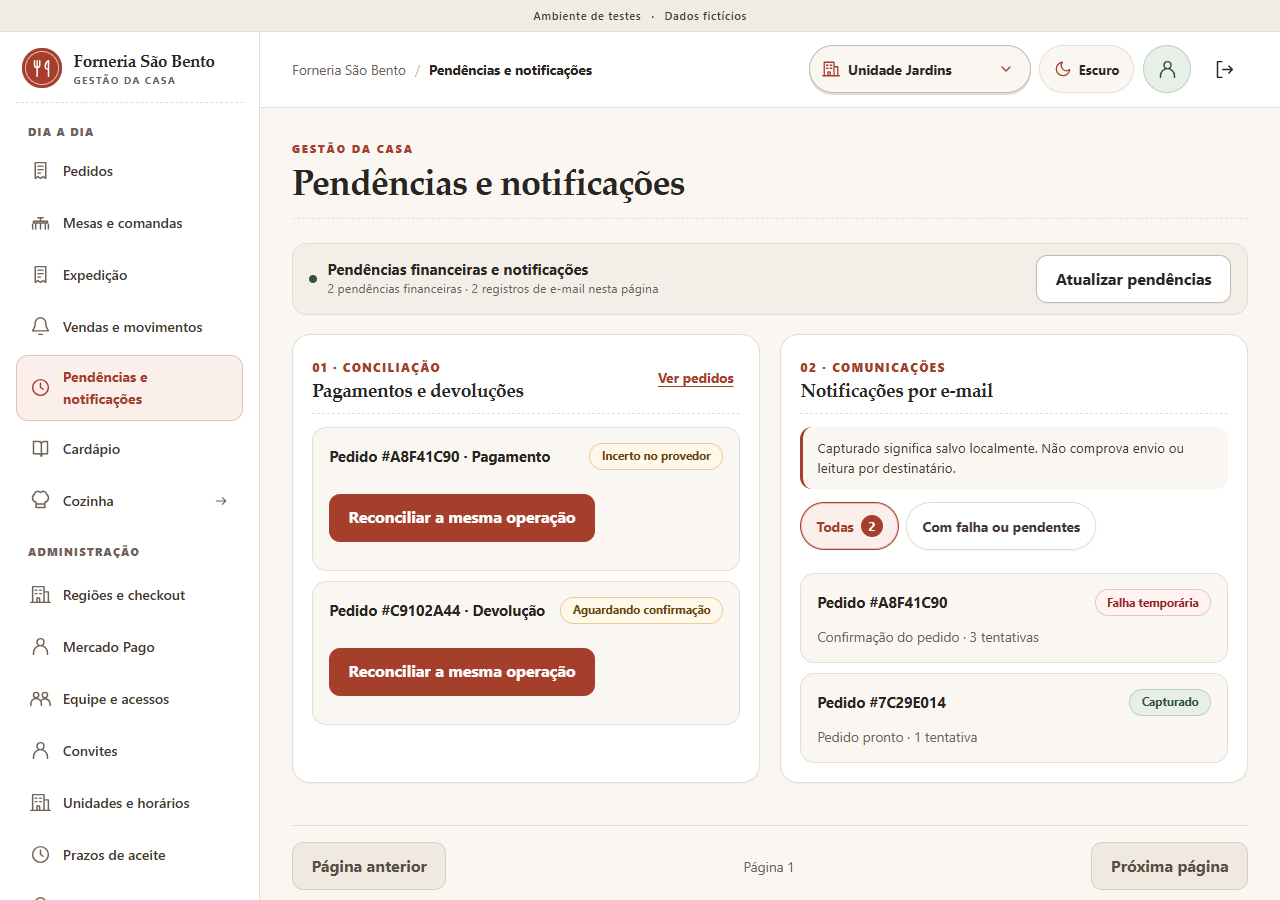 Ambiente de testes · Dados fictícios
Forneria São Bento
GESTÃO DA CASA
DIA A DIA
Pedidos
Mesas e comandas
Expedição
Vendas e movimentos
Pendências e
notificações
Cardápio
Cozinha
ADMINISTRAÇÃO
Regiões e checkout
Mercado Pago
Equipe e acessos
Convites
Unidades e horários
Prazos de aceite
Forneria São Bento / Pendências e notificações
Unidade Jardins
Escuro
GESTÃO DA CASA
Pendências e notificações
Pendências financeiras e notificações
2 pendências financeiras · 2 registros de e-mail nesta página
Atualizar pendências
01 · CONCILIAÇÃO
Pagamentos e devoluções
Ver pedidos
Pedido #A8F41C90 · Pagamento
Incerto no provedor
Reconciliar a mesma operação
Pedido #C9102A44 · Devolução
Aguardando confirmação
Reconciliar a mesma operação
02 · COMUNICAÇÕES
Notificações por e-mail
Capturado significa salvo localmente. Não comprova envio ou
leitura por destinatário.
Todas 2
Com falha ou pendentes
Pedido #A8F41C90
Falha temporária
Confirmação do pedido · 3 tentativas
Pedido #7C29E014
Capturado
Pedido pronto · 1 tentativa
Página anterior
Página 1
Próxima página